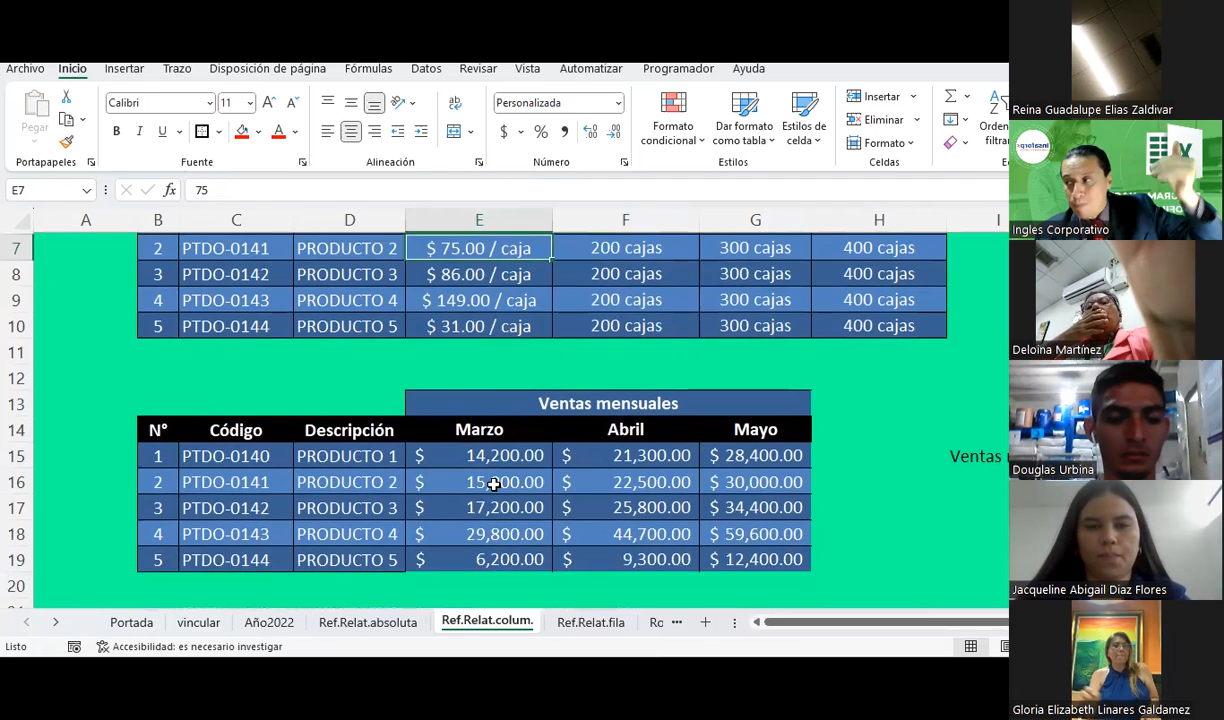 Archivo Inicio Insertar Trazo Disposición de página Fórmulas Datos Revisar Vista Automatizar Programador Ayuda
Pegar
Calibri 11
N K S
Personalizada
$ % 
Formato condicional
Dar formato como tabla
Estilos de celda
Insertar
Eliminar
Formato
Orden
filtra
Portapapeles Fuente Alineación Número Estilos Celdas
E7 fx 75
A B C D E F G H I
7 2 PTDO-0141 PRODUCTO 2 $ 75.00 / caja 200 cajas 300 cajas 400 cajas
8 3 PTDO-0142 PRODUCTO 3 $ 86.00 / caja 200 cajas 300 cajas 400 cajas
9 4 PTDO-0143 PRODUCTO 4 $ 149.00 / caja 200 cajas 300 cajas 400 cajas
10 5 PTDO-0144 PRODUCTO 5 $ 31.00 / caja 200 cajas 300 cajas 400 cajas
11
12
13 Ventas mensuales
14 N° Código Descripción Marzo Abril Mayo
15 1 PTDO-0140 PRODUCTO 1 $ 14,200.00 $ 21,300.00 $ 28,400.00 Ventas
16 2 PTDO-0141 PRODUCTO 2 $ $ 22,500.00 $ 30,000.00
17 3 PTDO-0142 PRODUCTO 3 $ 17,200.00 $ 25,800.00 $ 34,400.00
18 4 PTDO-0143 PRODUCTO 4 $ 29,800.00 $ 44,700.00 $ 59,600.00
19 5 PTDO-0144 PRODUCTO 5 $ 6,200.00 $ 9,300.00 $ 12,400.00
20
Portada vincular Año2022 Ref.Relat.absoluta Ref.Relat.colum. Ref.Relat.fila Ro
Listo Accesibilidad: es necesario investigar
Reina Guadalupe Elias Zaldivar
Ingles Corporativo
Deloina Martínez
Douglas Urbina
Jacqueline Abigail Diaz Flores
Gloria Elizabeth Linares Galdamez